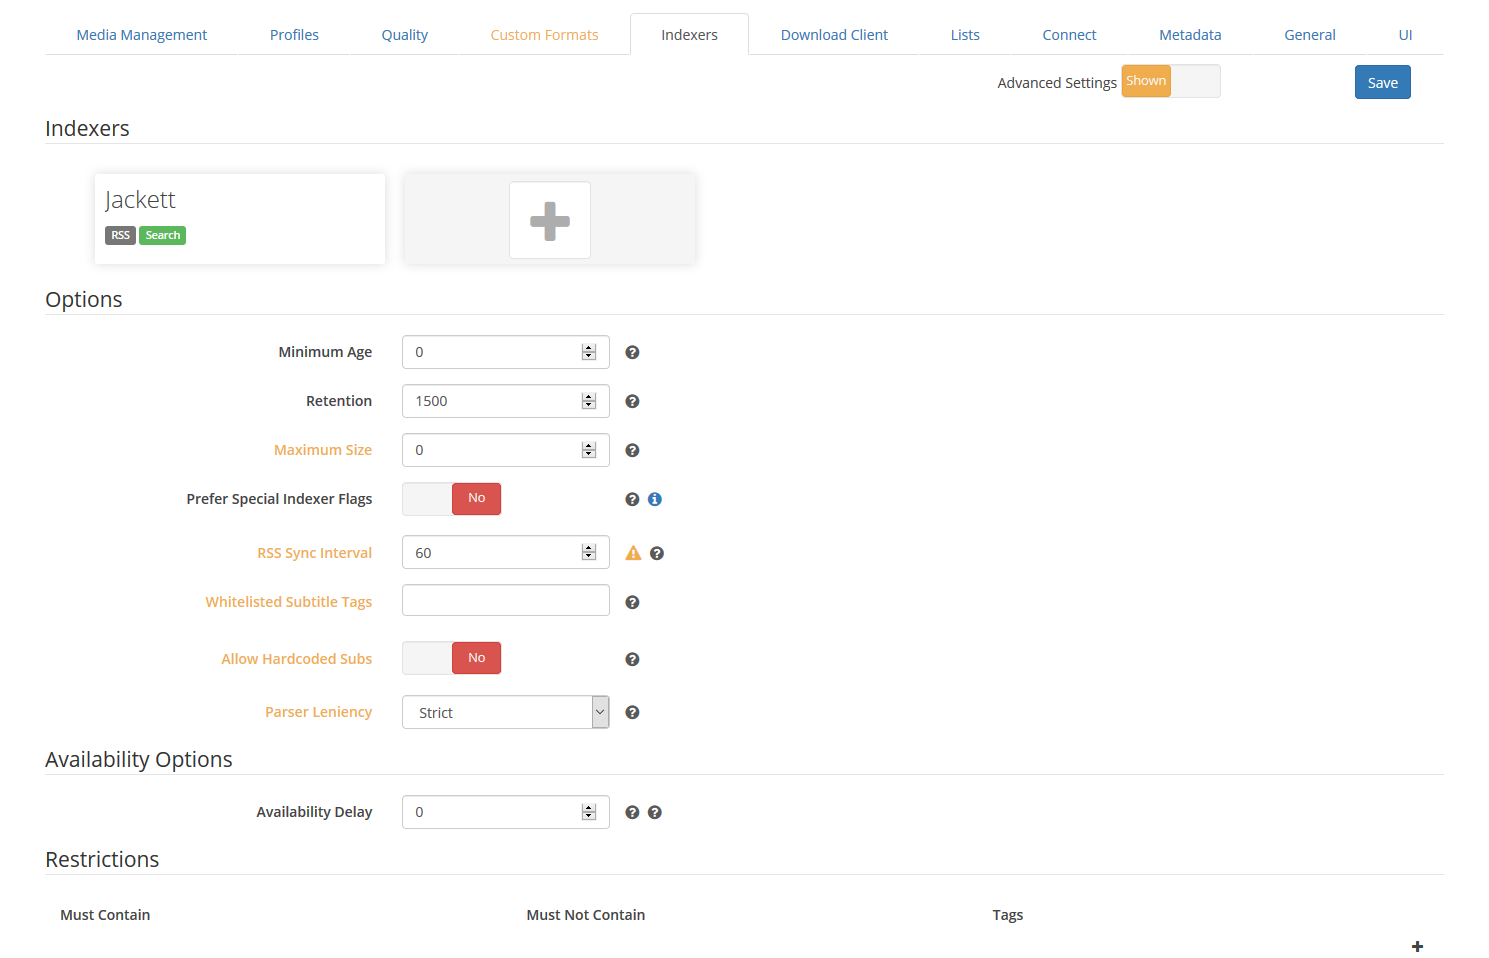 Media Management Profiles Quality Custom Formats Indexers Download Client Lists Connect Metadata General UI
Advanced Settings Shown Save
Indexers
Jackett
RSS Search
Options
Minimum Age 0
Retention 1500
Maximum Size 0
Prefer Special Indexer Flags No
RSS Sync Interval 60
Whitelisted Subtitle Tags
Allow Hardcoded Subs No
Parser Leniency Strict
Availability Options
Availability Delay 0
Restrictions
Must Contain Must Not Contain Tags